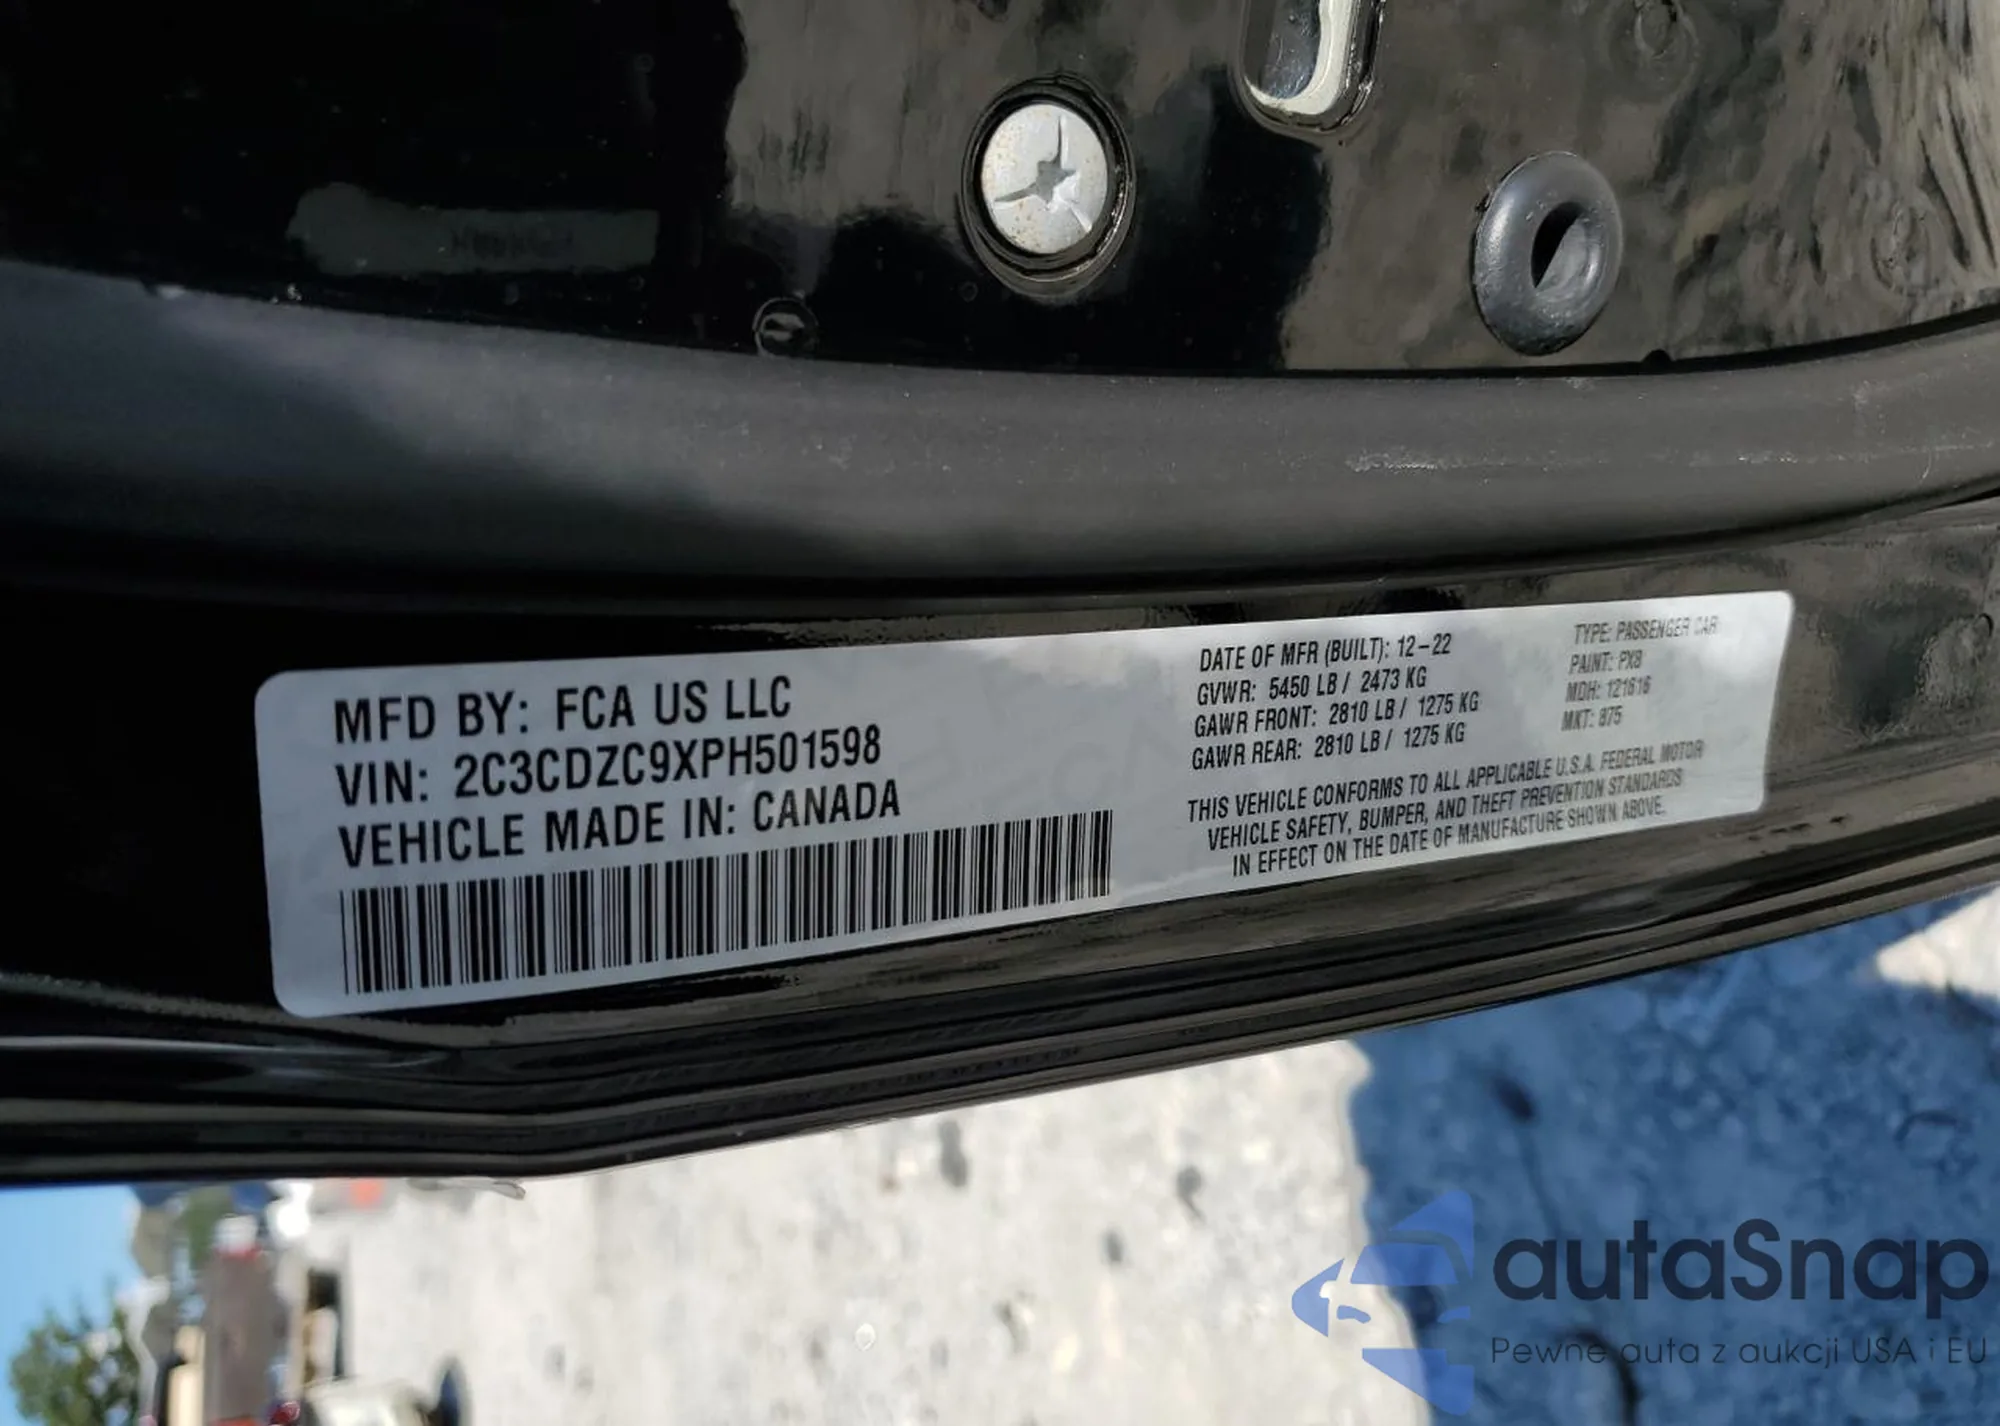 MFD BY: FCA US LLC
VIN: 2C3CDZC9XPH501598
VEHICLE MADE IN: CANADA
DATE OF MFR (BUILT): 12-22
GVWR: 5450 LB / 2473 KG
GAWR FRONT: 2810 LB / 1275 KG
GAWR REAR: 2810 LB / 1275 KG
TYPE: PASSENGER CAR
PAINT: PX8
MDH: 121616
MKT: 875
THIS VEHICLE CONFORMS TO ALL APPLICABLE U.S.A. FEDERAL MOTOR
VEHICLE SAFETY, BUMPER, AND THEFT PREVENTION STANDARDS
IN EFFECT ON THE DATE OF MANUFACTURE SHOWN ABOVE.
autaSnap
Pewne auta z aukcji USA i EU